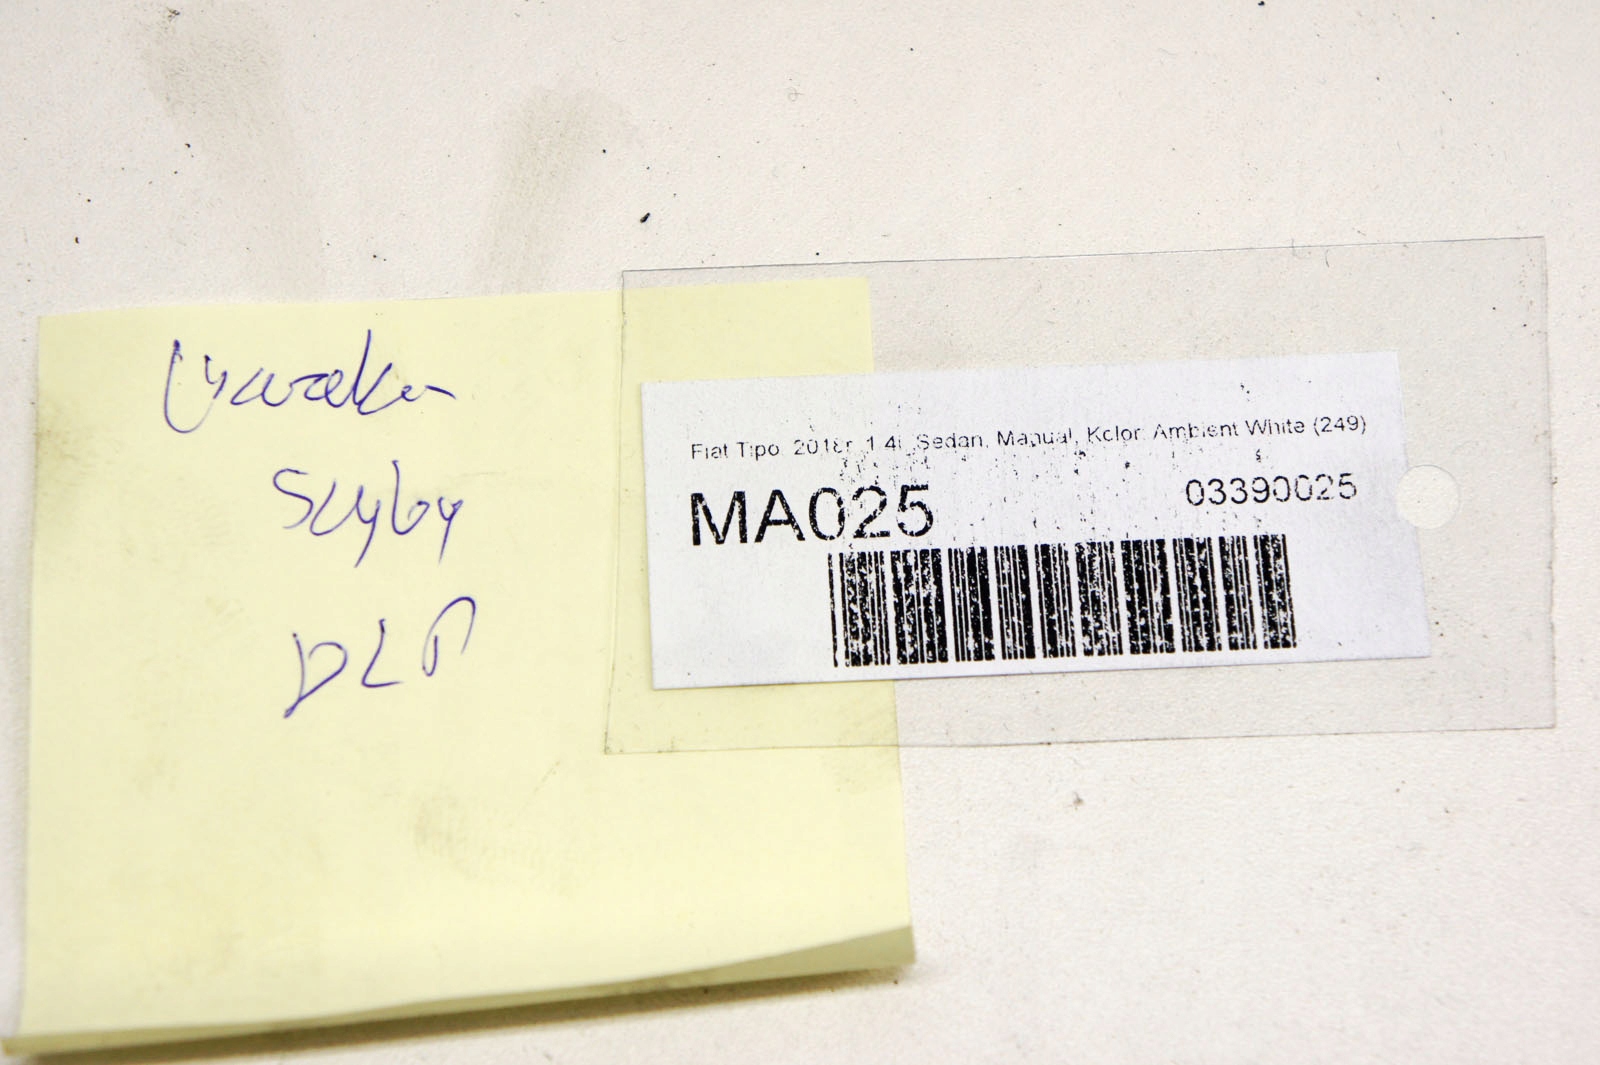 Uszczelka
Szyby
DLP
Fiat Tipo, 2018r, 1.4i, Sedan, Manual, Kolor: Ambient White (249)
MA025
03390025